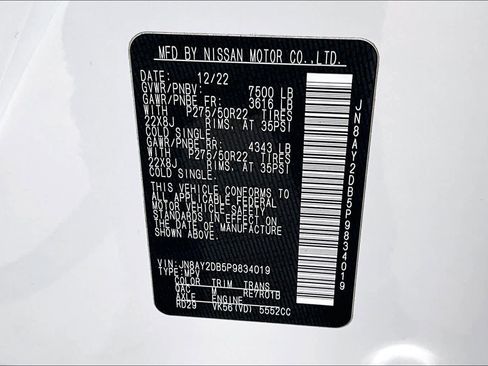 MFD BY NISSAN MOTOR CO.,LTD.
DATE: 12/22
GVWR/PNBV: 7500 LB
GAWR/PNBE FR: 3616 LB
WITH P275/50R22 TIRES
22X8J RIMS, AT 35PSI
COLD SINGLE.
GAWR/PNBE RR: 4343 LB
WITH P275/50R22 TIRES
22X8J RIMS, AT 35PSI
COLD SINGLE.
THIS VEHICLE CONFORMS TO
ALL APPLICABLE FEDERAL
MOTOR VEHICLE SAFETY
STANDARDS IN EFFECT ON
THE DATE OF MANUFACTURE
SHOWN ABOVE.
VIN: JN8AY2DB5P9834019
TYPE: MPV
COLOR TRIM TRANS
QAC M RE7R01B
AXLE ENGINE
RD29 VK56(VD) 5552CC
JN8AY2DB5P9834019